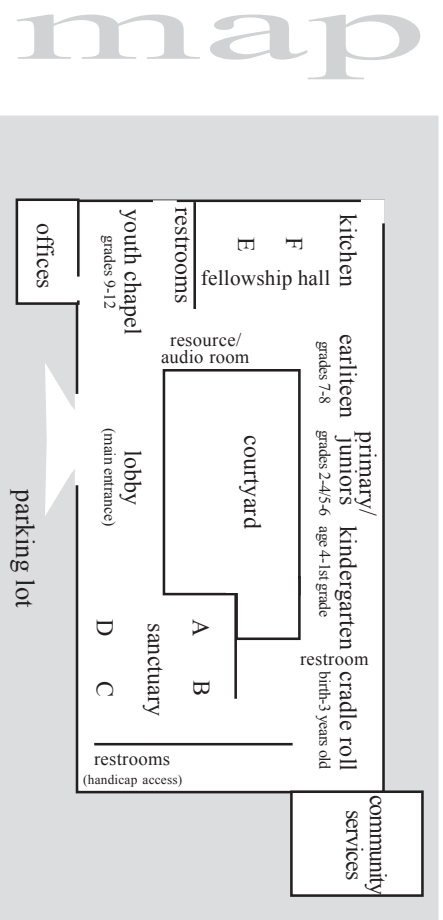 map
offices
youth chapel
grades 9-12
restrooms
E
F
fellowship hall
kitchen
resource/
audio room
earliteen
grades 7-8
primary/
juniors
grades 2-4/5-6
kindergarten
age 4-1st grade
courtyard
lobby
(main entrance)
parking lot
A
B
sanctuary
D
C
restroom
cradle roll
birth-3 years old
restrooms
(handicap access)
community
services